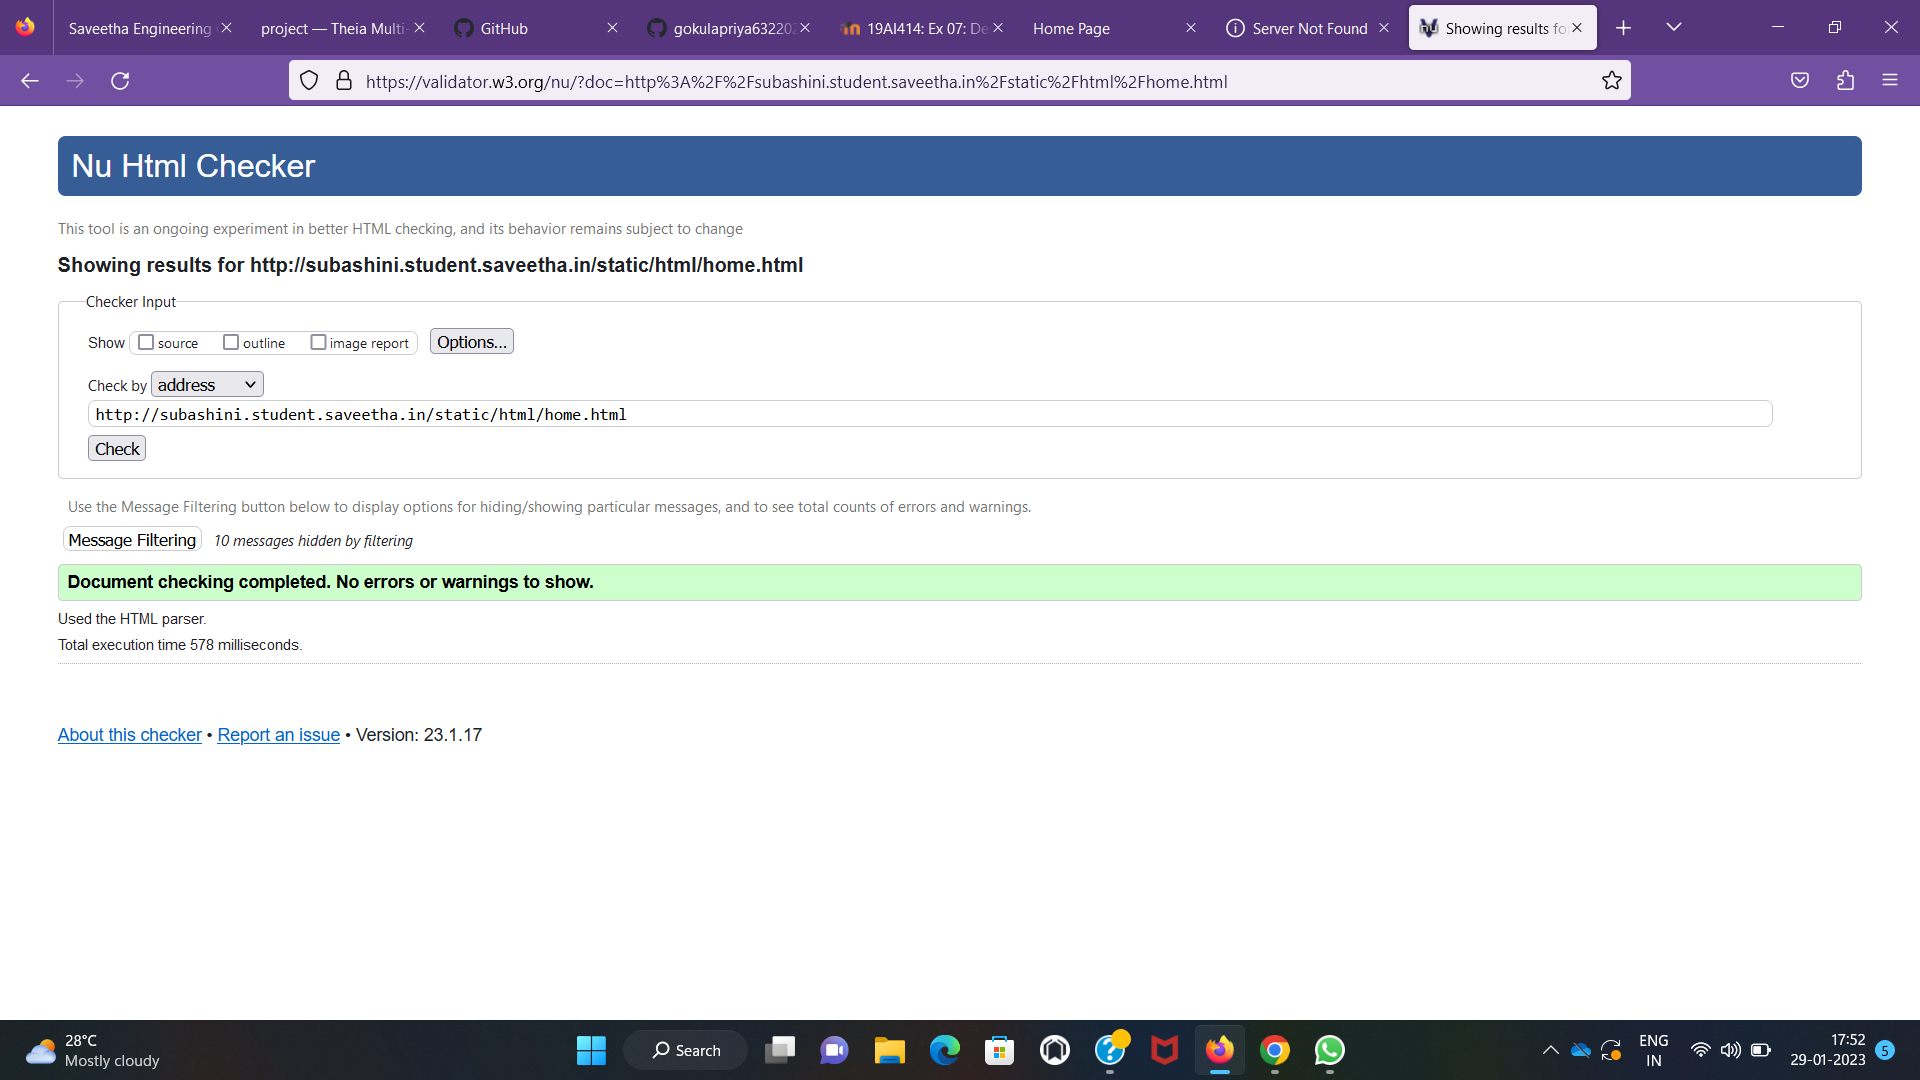 Saveetha Engineering
project — Theia Multi-
GitHub
gokulapriya632202
19AI414: Ex 07: De
Home Page
Server Not Found
Showing results fo
https://validator.w3.org/nu/?doc=http%3A%2F%2Fsubashini.student.saveetha.in%2Fstatic%2Fhtml%2Fhome.html
Nu Html Checker
This tool is an ongoing experiment in better HTML checking, and its behavior remains subject to change
Showing results for http://subashini.student.saveetha.in/static/html/home.html
Checker Input
Show source outline image report Options...
Check by address
http://subashini.student.saveetha.in/static/html/home.html
Check
Use the Message Filtering button below to display options for hiding/showing particular messages, and to see total counts of errors and warnings.
Message Filtering 10 messages hidden by filtering
Document checking completed. No errors or warnings to show.
Used the HTML parser.
Total execution time 578 milliseconds.
About this checker • Report an issue • Version: 23.1.17
28°C
Mostly cloudy
Search
ENG
IN
17:52
29-01-2023
5